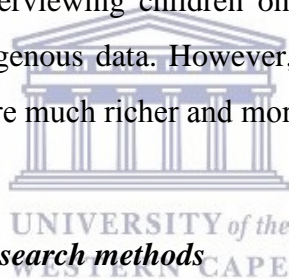 erviewing children on
genous data. However,
re much richer and mor
UNIVERSITY of the
search methods
WESTERN CAPE